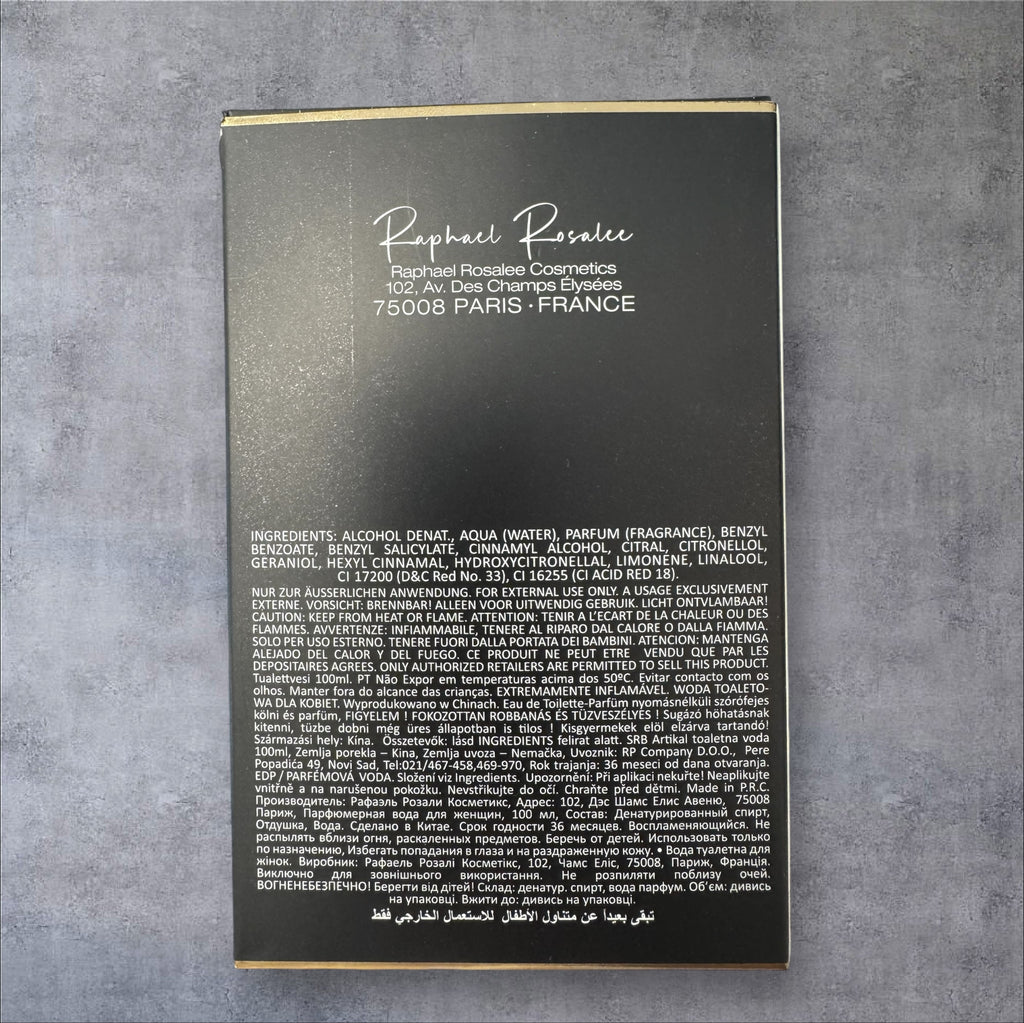 Raphael Rosalee
Raphael Rosalee Cosmetics
102, Av. Des Champs Élysées
75008 PARIS · FRANCE
INGREDIENTS: ALCOHOL DENAT., AQUA (WATER), PARFUM (FRAGRANCE), BENZYL
BENZOATE, BENZYL SALICYLATE, CINNAMYL ALCOHOL, CITRAL, CITRONELLOL,
GERANIOL, HEXYL CINNAMAL, HYDROXYCITRONELLAL, LIMONENE, LINALOOL,
CI 17200 (D&C Red No. 33), CI 16255 (CI ACID RED 18).
NUR ZUR ÄUSSERLICHEN ANWENDUNG. FOR EXTERNAL USE ONLY. A USAGE EXCLUSIVEMENT
EXTERNE. VORSICHT: BRENNBAR! ALLEEN VOOR UITWENDIG GEBRUIK. LICHT ONTVLAMBAAR!
CAUTION: KEEP FROM HEAT OR FLAME. ATTENTION: TENIR A L'ECART DE LA CHALEUR OU DES
FLAMMES. AVVERTENZE: INFIAMMABILE, TENERE AL RIPARO DAL CALORE O DALLA FIAMMA.
SOLO PER USO ESTERNO. TENERE FUORI DALLA PORTATA DEI BAMBINI. ATENCION: MANTENGA
ALEJADO DEL CALOR Y DEL FUEGO. CE PRODUIT NE PEUT ETRE VENDU QUE PAR LES
DEPOSITAIRES AGREES. ONLY AUTHORIZED RETAILERS ARE PERMITTED TO SELL THIS PRODUCT.
Tualettvesi 100ml. PT Não Expor em temperaturas acima dos 50ºC. Evitar contacto com os
olhos. Manter fora do alcance das crianças. EXTREMAMENTE INFLAMÁVEL. WODA TOALETO-
WA DLA KOBIET. Wyprodukowano w Chinach. Eau de Toilette-Parfüm nyomásnélküli szórófejes
kölni és parfüm, FIGYELEM ! FOKOZOTTAN ROBBANÁS ÉS TŰZVESZÉLYES ! Sugázó höhatásnak
kitenni, tüzbe dobni még üres állapotban is tilos ! Kisgyermekek elöl elzárva tartandó!
Származási hely: Kína. Összetevők: lásd INGREDIENTS felirat alatt. SRB Artikal toaletna voda
100ml, Zemlja porekla – Kina, Zemlja uvoza – Nemačka, Uvoznik: RP Company D.O.O., Pere
Popadića 49, Novi Sad, Tel:021/467-458,469-970, Rok trajanja: 36 meseci od dana otvaranja.
EDP / PARFÉMOVÁ VODA. Složení viz Ingredients. Upozornění: Při aplikaci nekuřte! Neaplikujte
vnitřně a na narušenou pokožku. Nevstřikujte do očí. Chraňte před dětmi. Made in P.R.C.
Производитель: Рафаэль Розали Косметикс, Адрес: 102, Дэс Шамс Елис Авеню, 75008
Париж, Парфюмерная вода для женщин, 100 мл, Состав: Денатурированный спирт,
Отдушка, Вода. Сделано в Китае. Срок годности 36 месяцев. Воспламеняющийся. Не
распылять вблизи огня, раскаленных предметов. Беречь от детей. Использовать только
по назначению, Избегать попадания в глаза и на раздраженную кожу. • Вода туалетна для
жінок. Виробник: Рафаель Розалі Косметікс, 102, Чамс Еліс, 75008, Париж, Франція.
Виключно для зовнішнього використання. Не розпиляти поблизу очей.
ВОГНЕНЕБЕЗПЕЧНО! Берегти від дітей! Склад: денатур. спирт, вода парфум. Об'єм: дивись
на упаковці. Вжити до: дивись на упаковці.
تبقى بعيداً عن متناول الأطفال للاستعمال الخارجي فقط